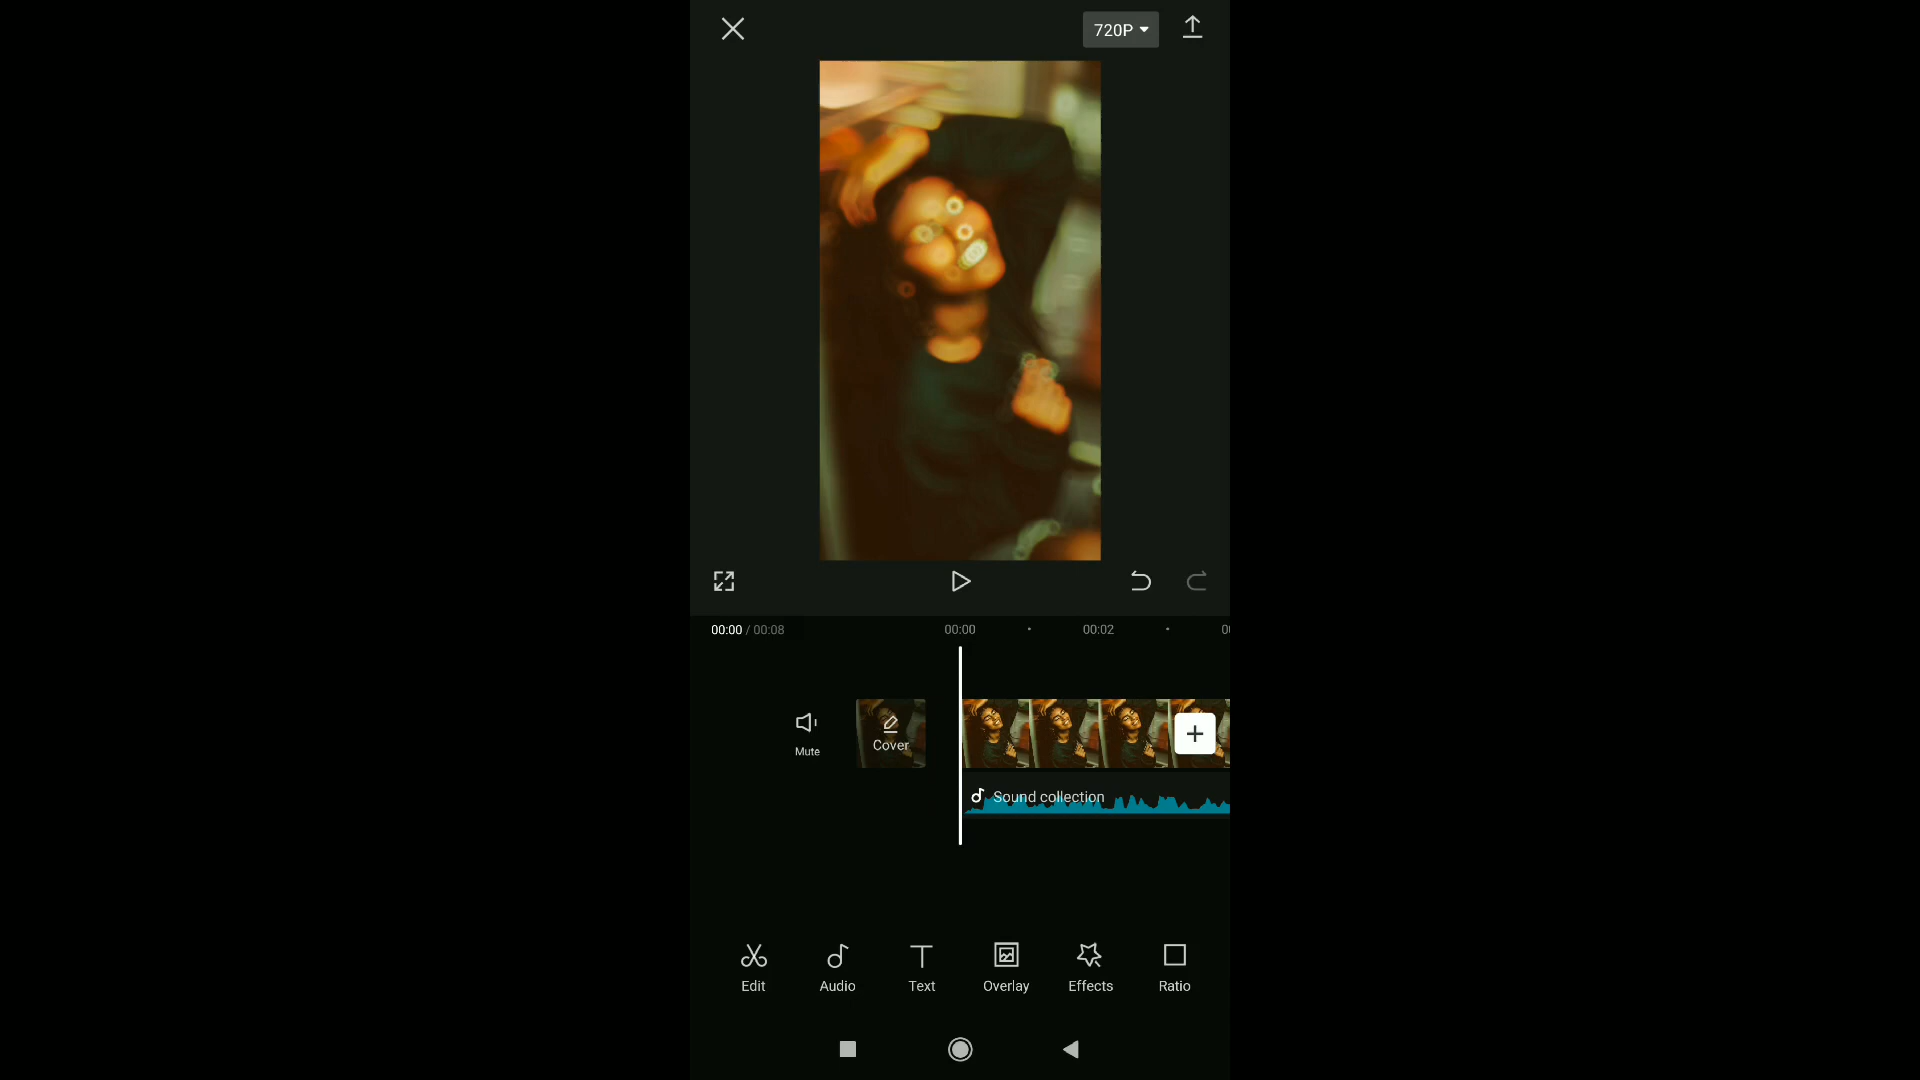 720P
00:00 / 00:08
00:00
00:02
Mute
Cover
Sound collection
Edit
Audio
Text
Overlay
Effects
Ratio